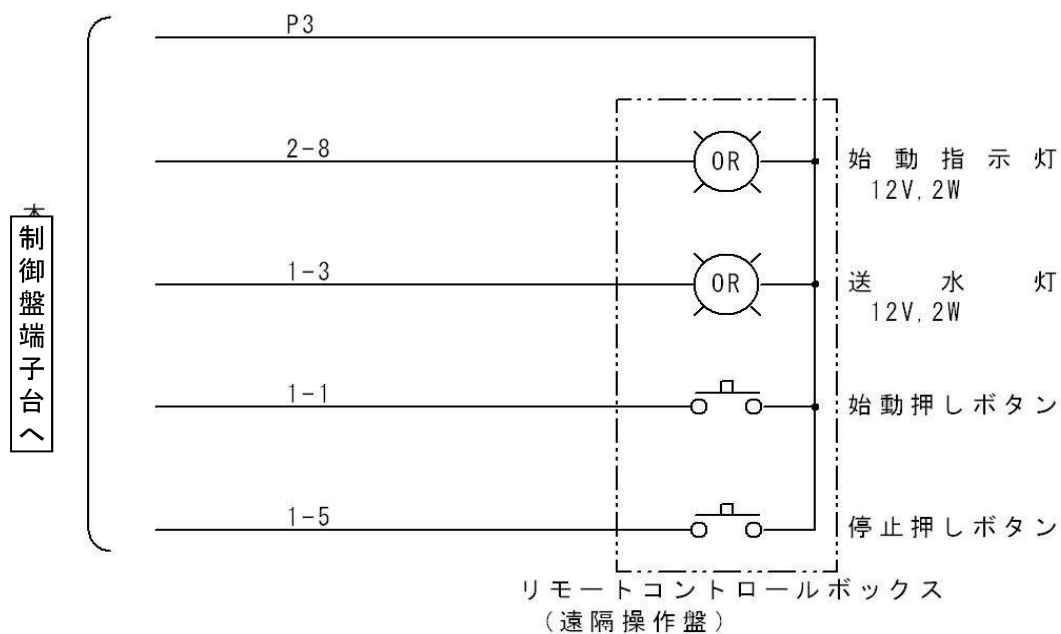 P3
2-8
OR
始動指示灯
12V,2W
1-3
OR
送水灯
12V,2W
1-1
始動押しボタン
1-5
停止押しボタン
制御盤端子台へ
リモートコントロールボックス
(遠隔操作盤)